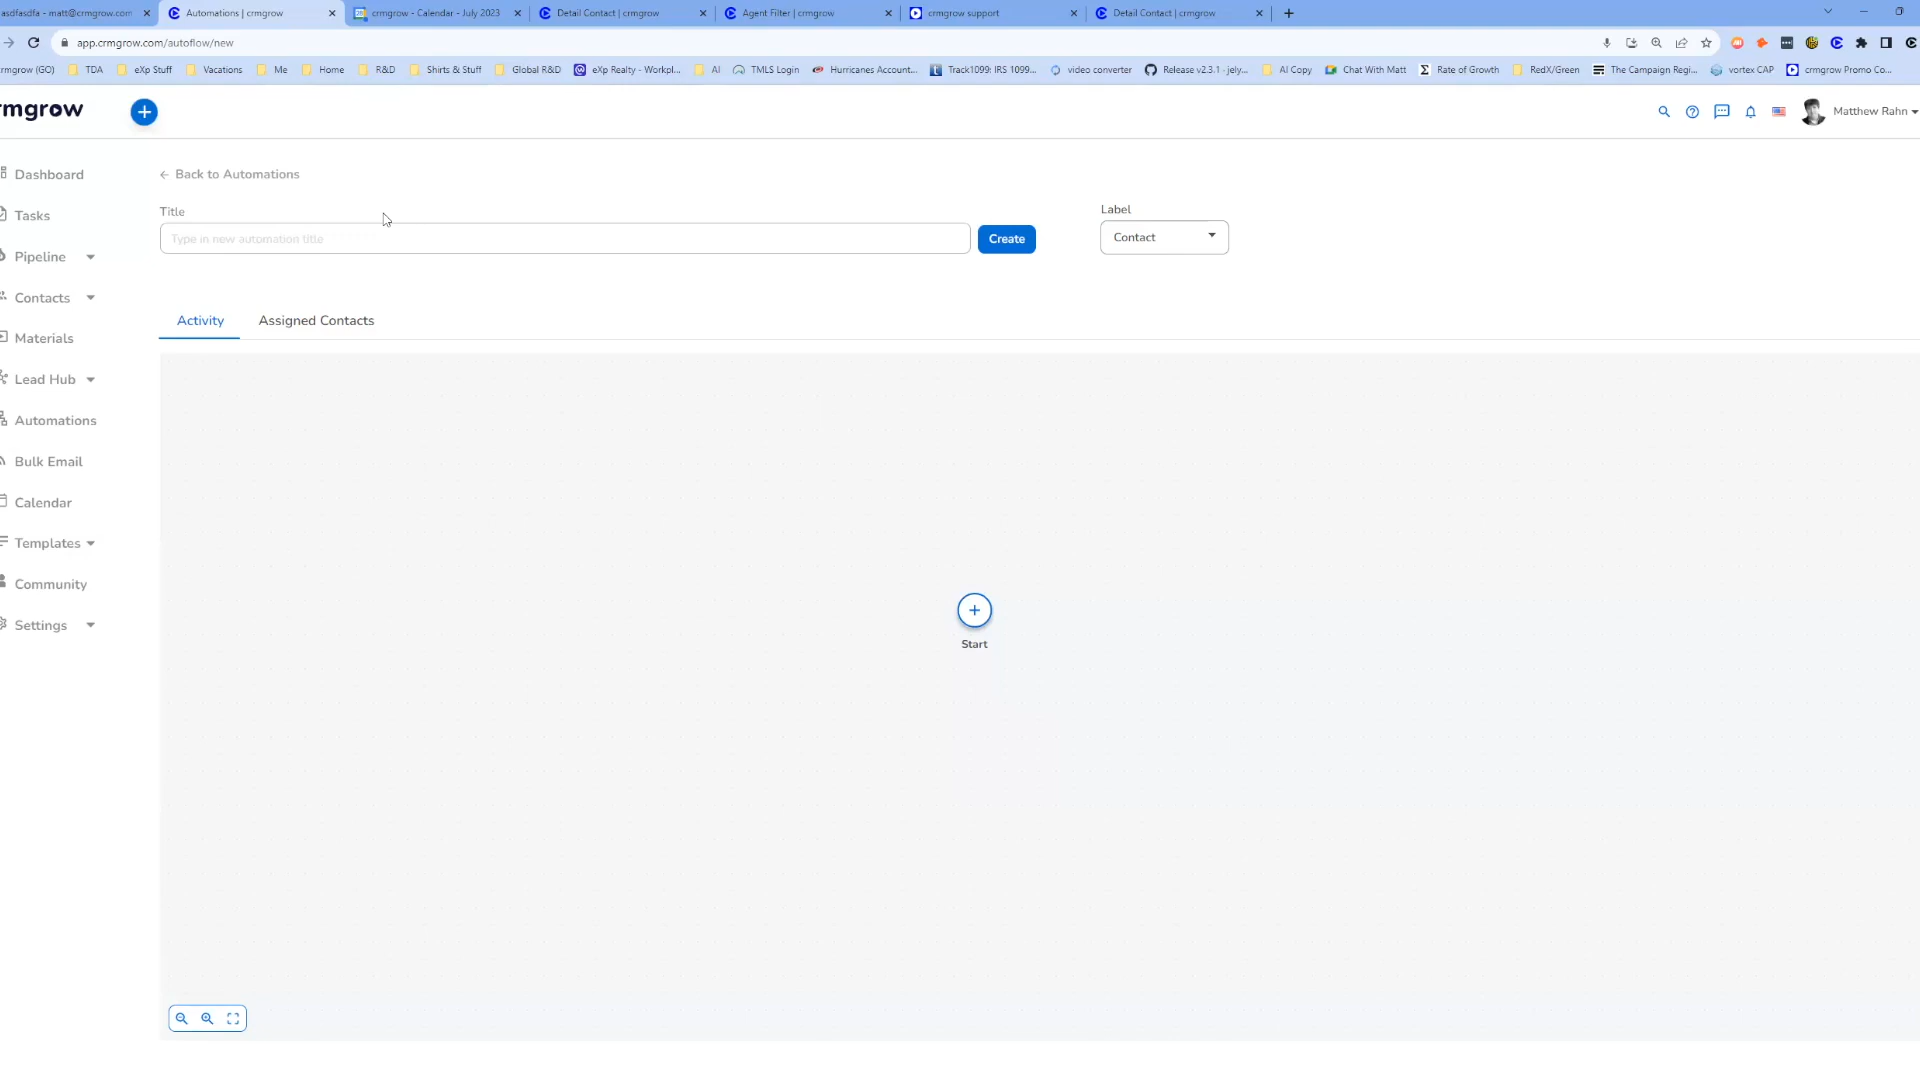 asdfasdfa - matt@crmgrow.com
Automations | crmgrow
crmgrow - Calendar - July 2023
Detail Contact | crmgrow
Agent Filter | crmgrow
crmgrow support
Detail Contact | crmgrow
app.crmgrow.com/autoflow/new
rmgrow (GO)
TDA
eXp Stuff
Vacations
Me
Home
R&D
Shirts & Stuff
Global R&D
eXp Realty - Workpl...
AI
TMLS Login
Hurricanes Account...
Track1099: IRS 1099...
video converter
Release v2.3.1 · jely...
AI Copy
Chat With Matt
Rate of Growth
RedX/Green
The Campaign Regi...
vortex CAP
crmgrow Promo Co...
rmgrow
Matthew Rahn
Dashboard
Tasks
Pipeline
Contacts
Materials
Lead Hub
Automations
Bulk Email
Calendar
Templates
Community
Settings
Back to Automations
Title
Type in new automation title
Create
Label
Contact
Activity
Assigned Contacts
Start